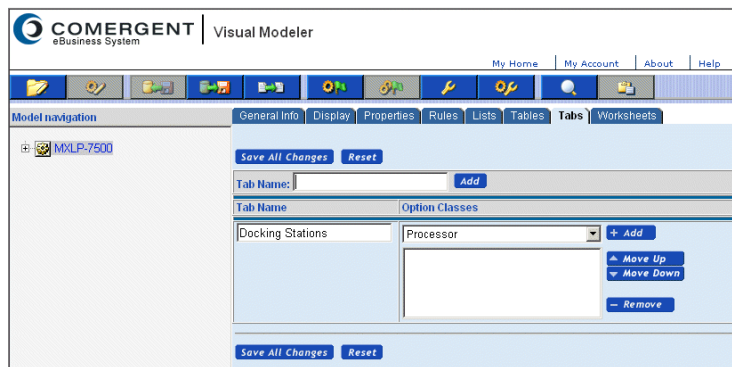 COMERGENT Visual Modeler
eBusiness System
My Home My Account About Help
Model navigation General Info Display Properties Rules Lists Tables Tabs Worksheets
MXLP-7500
Save All Changes Reset
Tab Name: Add
Tab Name Option Classes
Docking Stations Processor + Add
Move Up
Move Down
– Remove
Save All Changes Reset